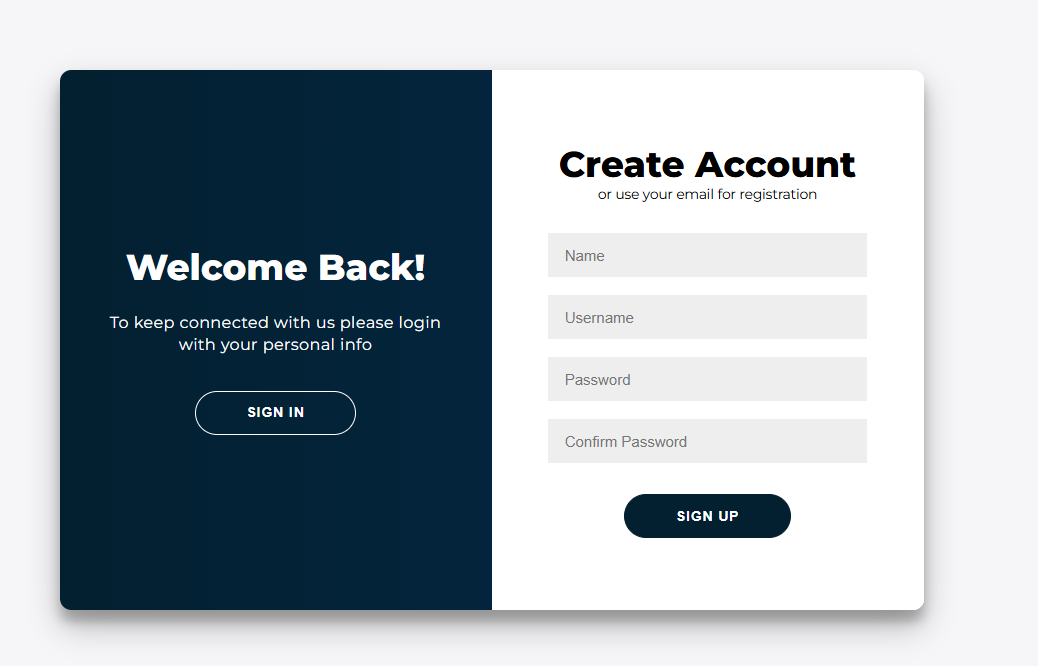 Welcome Back!
To keep connected with us please login
with your personal info
SIGN IN
Create Account
or use your email for registration
Name
Username
Password
Confirm Password
SIGN UP